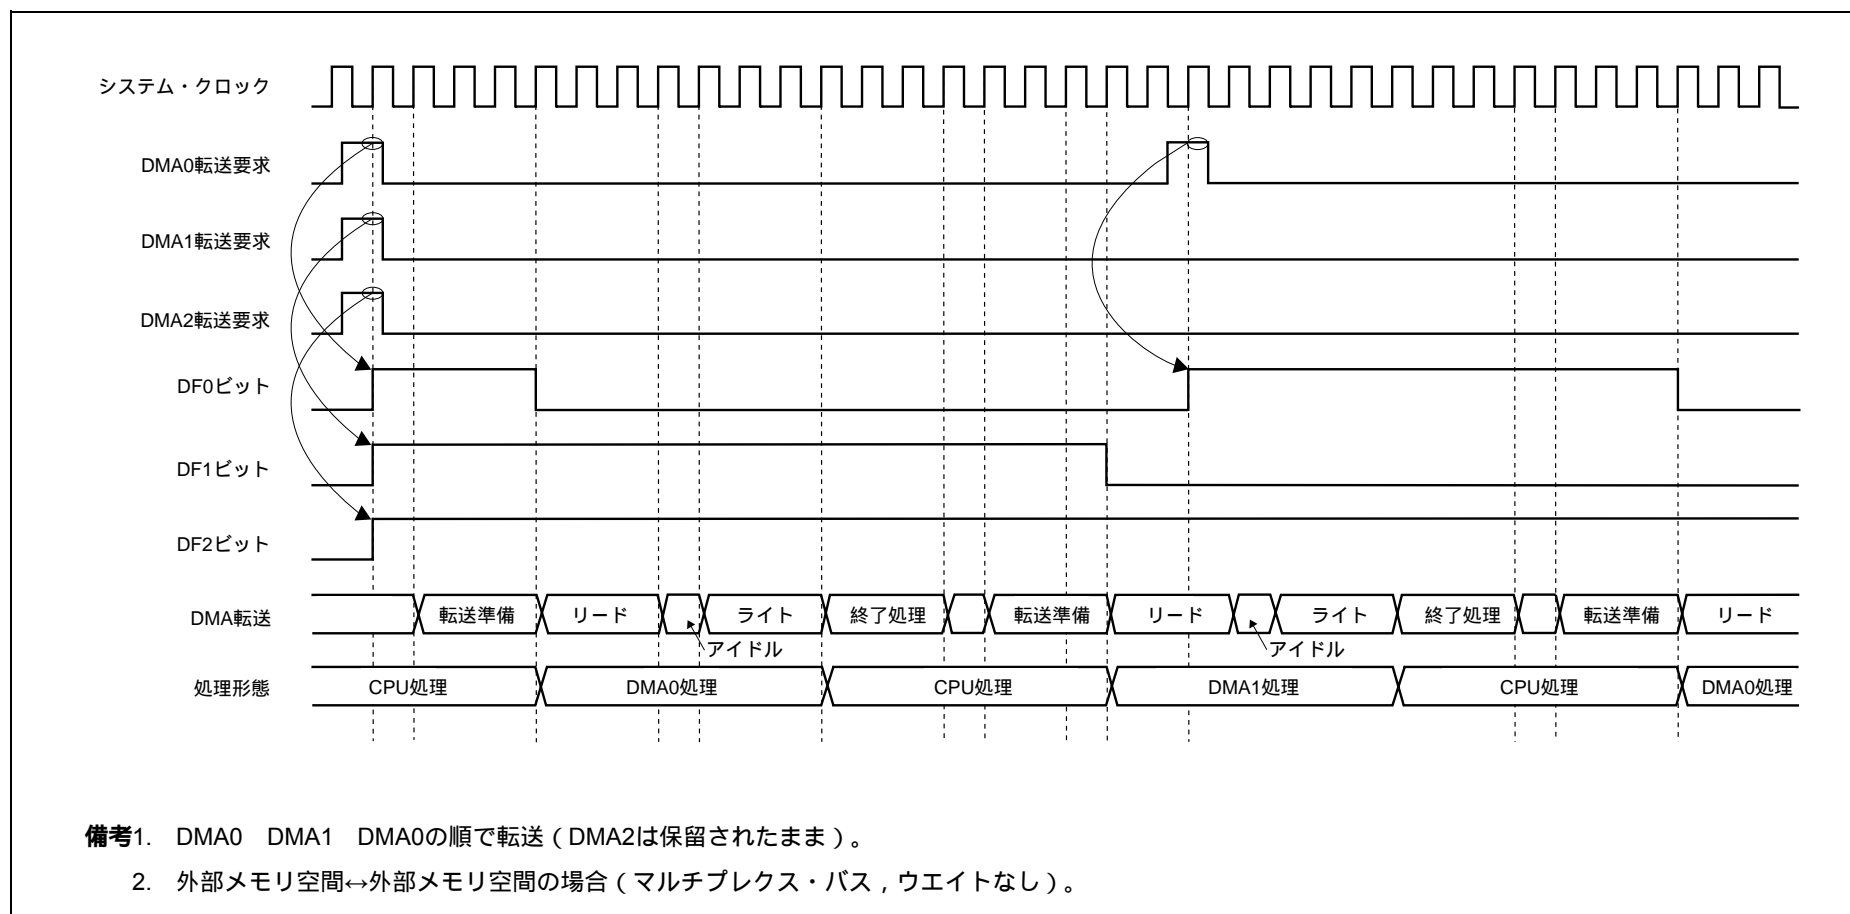 システム・クロック
DMA0転送要求
DMA1転送要求
DMA2転送要求
DF0ビット
DF1ビット
DF2ビット
DMA転送 転送準備 リード ライト 終了処理 転送準備 リード ライト 終了処理 転送準備 リード
アイドル アイドル
処理形態 CPU処理 DMA0処理 CPU処理 DMA1処理 CPU処理 DMA0処理
備考1. DMA0 DMA1 DMA0の順で転送（DMA2は保留されたまま）。
2. 外部メモリ空間↔外部メモリ空間の場合（マルチプレクス・バス，ウエイトなし）。